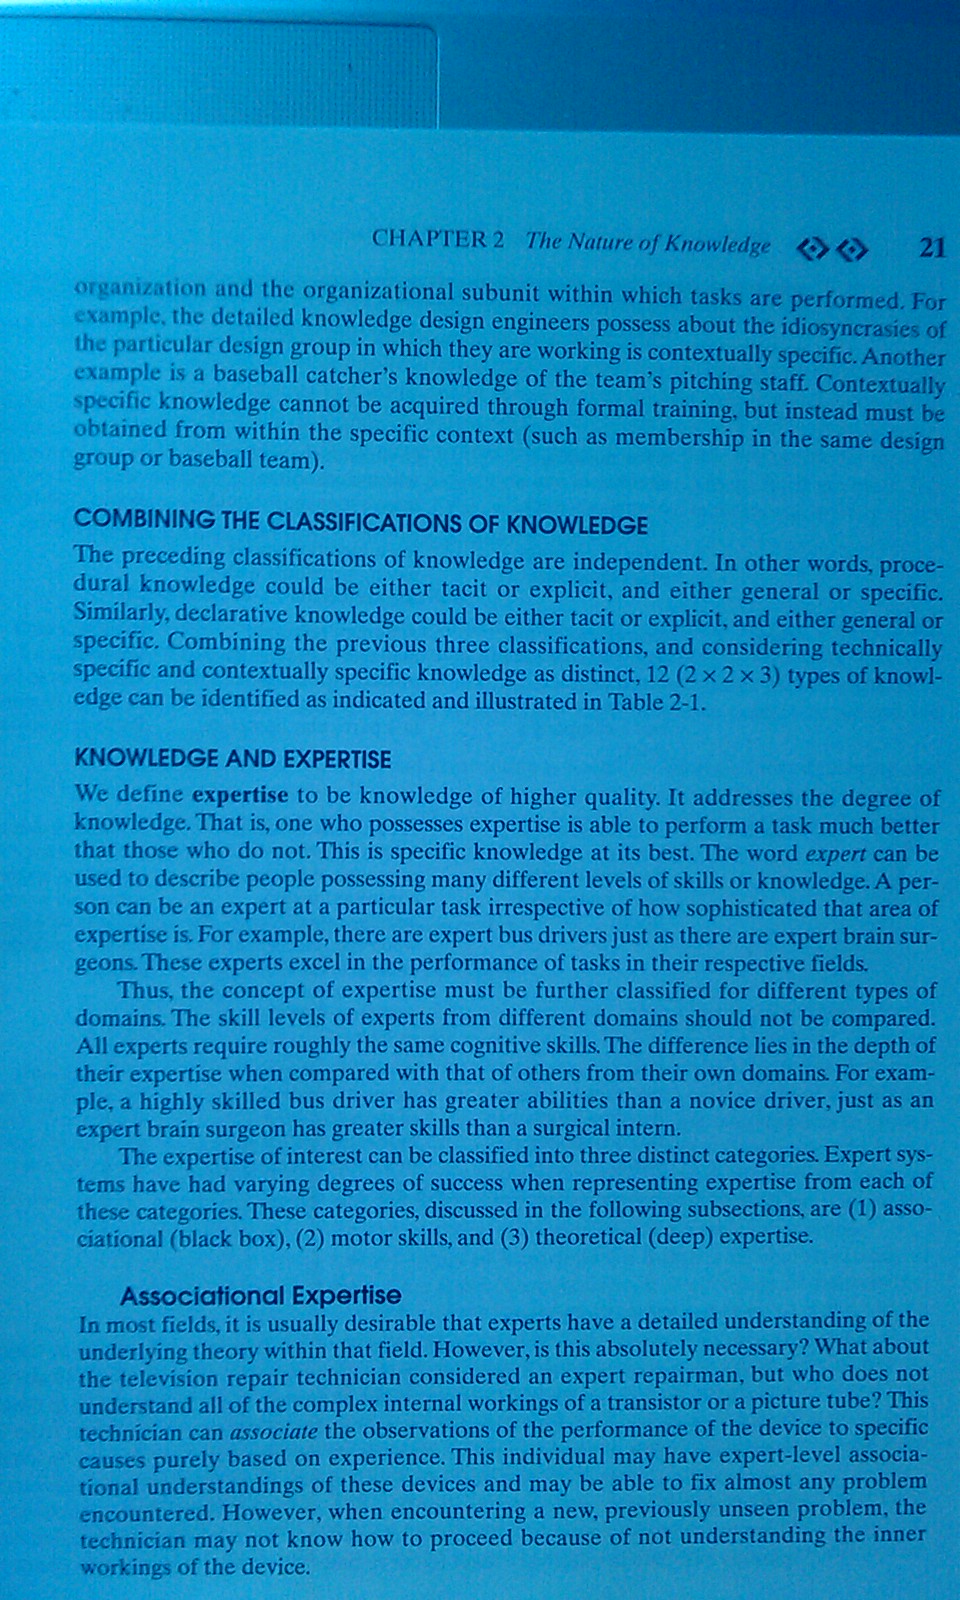 CHAPTER 2 The Nature of Knowledge 21
organization and the organizational subunit within which tasks are performed. For
example, the detailed knowledge design engineers possess about the idiosyncrasies of
the particular design group in which they are working is contextually specific. Another
example is a baseball catcher's knowledge of the team's pitching staff. Contextually
specific knowledge cannot be acquired through formal training, but instead must be
obtained from within the specific context (such as membership in the same design
group or baseball team).
COMBINING THE CLASSIFICATIONS OF KNOWLEDGE
The preceding classifications of knowledge are independent. In other words, proce-
dural knowledge could be either tacit or explicit, and either general or specific.
Similarly, declarative knowledge could be either tacit or explicit, and either general or
specific. Combining the previous three classifications, and considering technically
specific and contextually specific knowledge as distinct, 12 (2 × 2 × 3) types of knowl-
edge can be identified as indicated and illustrated in Table 2-1.
KNOWLEDGE AND EXPERTISE
We define expertise to be knowledge of higher quality. It addresses the degree of
knowledge. That is, one who possesses expertise is able to perform a task much better
that those who do not. This is specific knowledge at its best. The word expert can be
used to describe people possessing many different levels of skills or knowledge. A per-
son can be an expert at a particular task irrespective of how sophisticated that area of
expertise is. For example, there are expert bus drivers just as there are expert brain sur-
geons. These experts excel in the performance of tasks in their respective fields.
Thus, the concept of expertise must be further classified for different types of
domains. The skill levels of experts from different domains should not be compared.
All experts require roughly the same cognitive skills. The difference lies in the depth of
their expertise when compared with that of others from their own domains. For exam-
ple, a highly skilled bus driver has greater abilities than a novice driver, just as an
expert brain surgeon has greater skills than a surgical intern.
The expertise of interest can be classified into three distinct categories. Expert sys-
tems have had varying degrees of success when representing expertise from each of
these categories. These categories, discussed in the following subsections, are (1) asso-
ciational (black box), (2) motor skills, and (3) theoretical (deep) expertise.
Associational Expertise
In most fields, it is usually desirable that experts have a detailed understanding of the
underlying theory within that field. However, is this absolutely necessary? What about
the television repair technician considered an expert repairman, but who does not
understand all of the complex internal workings of a transistor or a picture tube? This
technician can associate the observations of the performance of the device to specific
causes purely based on experience. This individual may have expert-level associa-
tional understandings of these devices and may be able to fix almost any problem
encountered. However, when encountering a new, previously unseen problem, the
technician may not know how to proceed because of not understanding the inner
workings of the device.